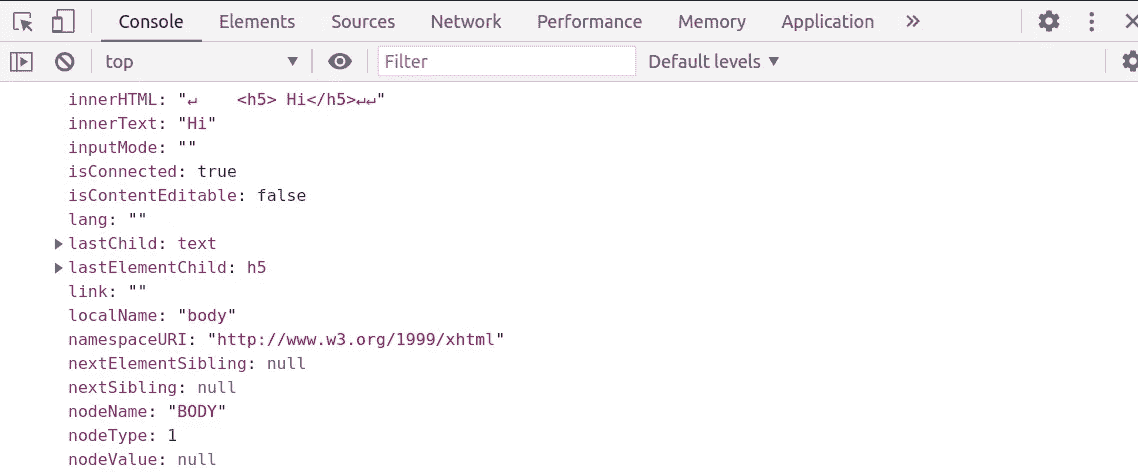 Console Elements Sources Network Performance Memory Application »
top ▼ Filter Default levels ▼
innerHTML: "↵    <h5> Hi</h5>↵↵"
innerText: "Hi"
inputMode: ""
isConnected: true
isContentEditable: false
lang: ""
▶ lastChild: text
▶ lastElementChild: h5
link: ""
localName: "body"
namespaceURI: "http://www.w3.org/1999/xhtml"
nextElementSibling: null
nextSibling: null
nodeName: "BODY"
nodeType: 1
nodeValue: null